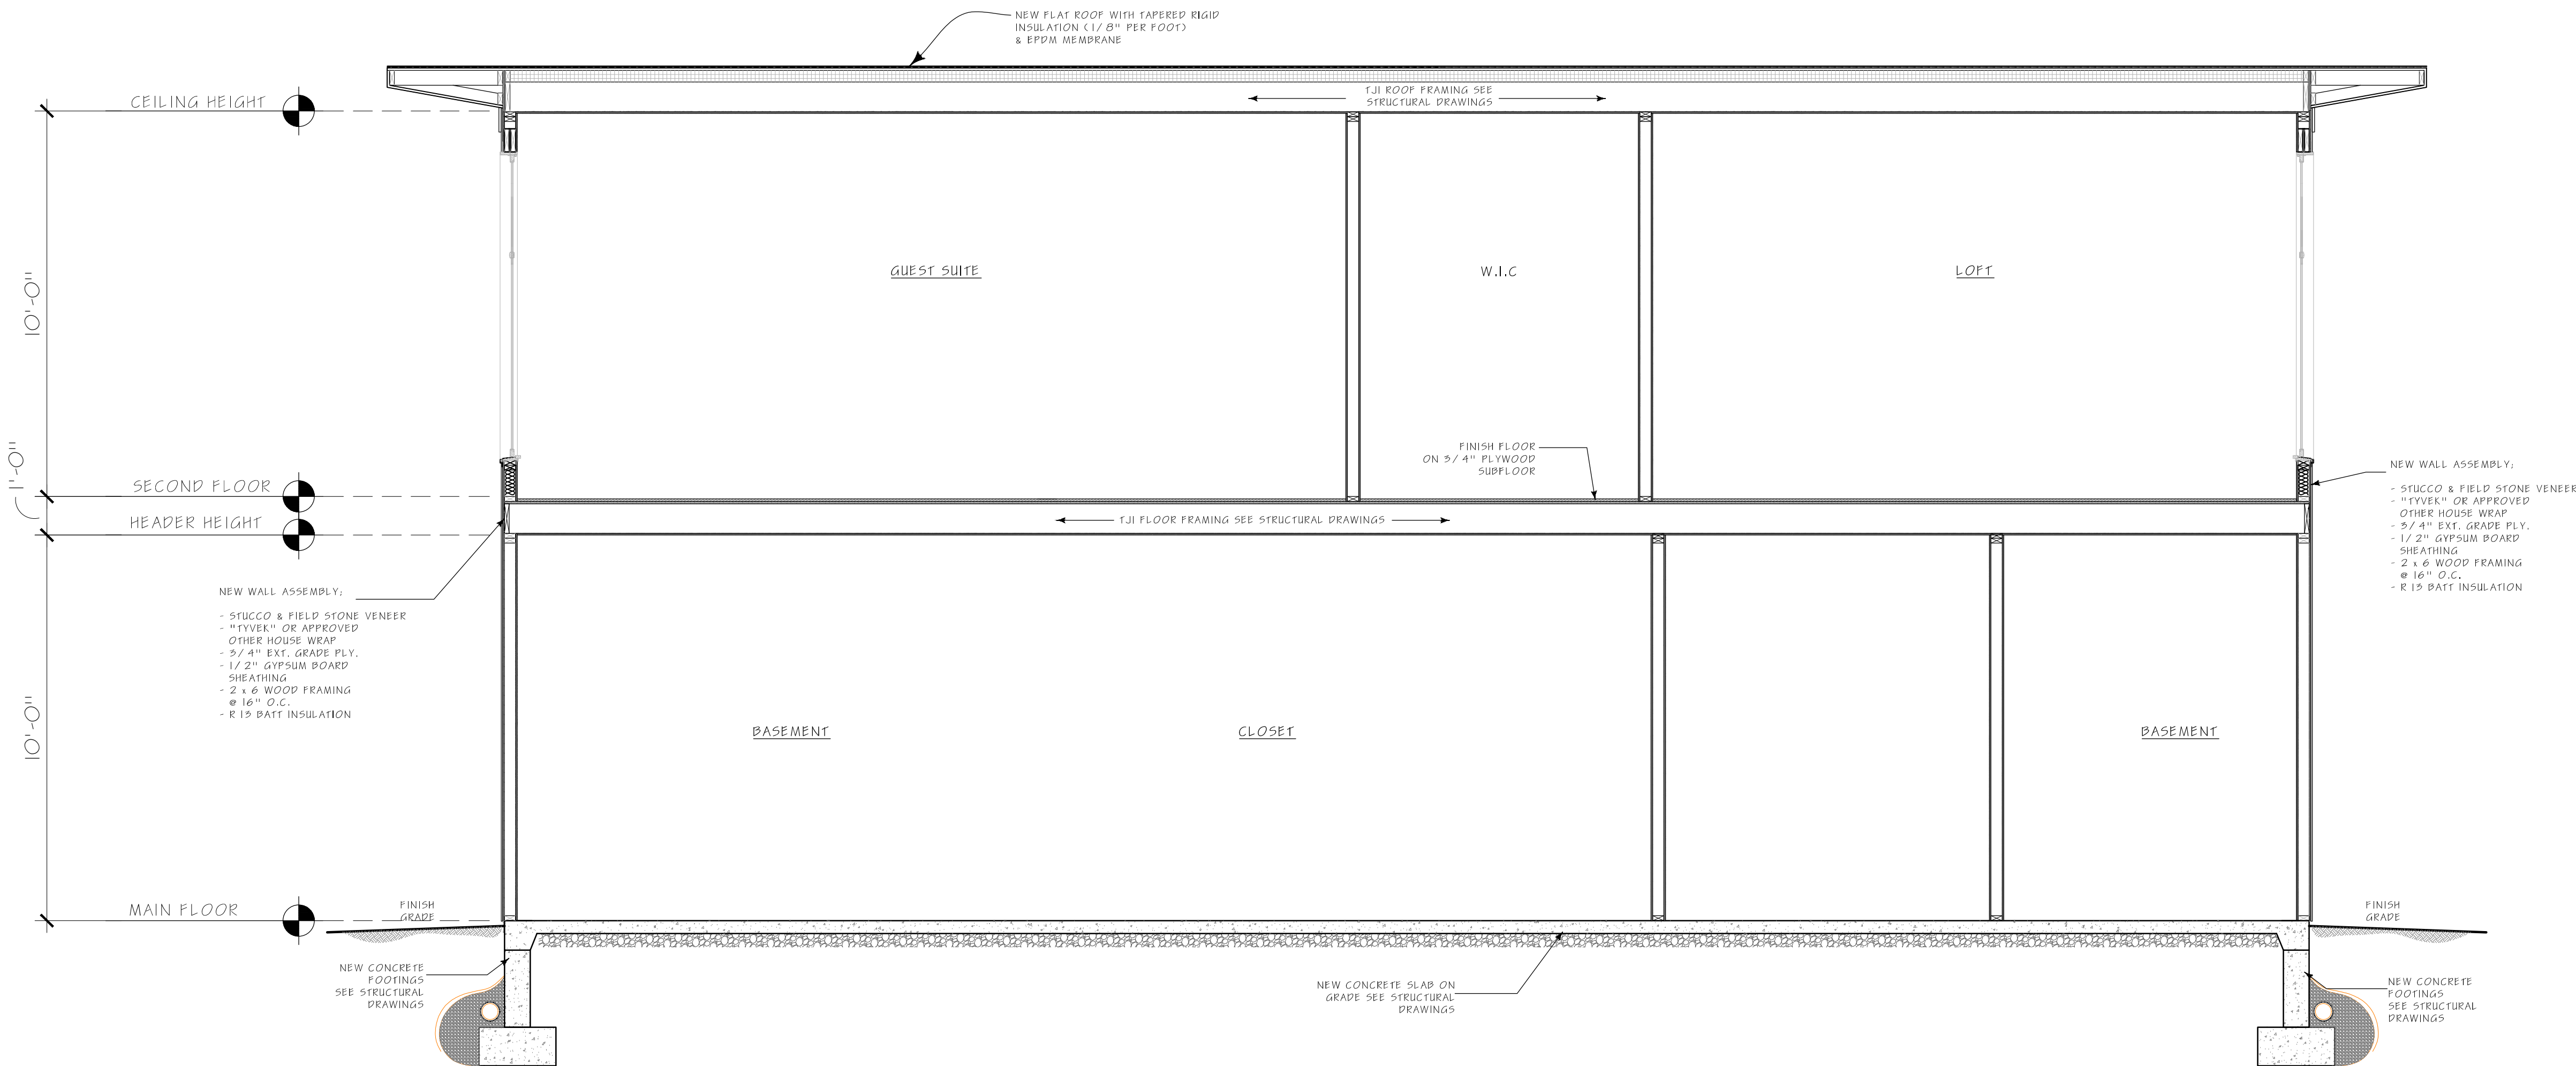 NEW FLAT ROOF WITH TAPERED RIGID
INSULATION (1/8" PER FOOT)
& EPDM MEMBRANE
CEILING HEIGHT
TJI ROOF FRAMING SEE
STRUCTURAL DRAWINGS
10'-0"
GUEST SUITE
W.I.C
LOFT
FINISH FLOOR
ON 3/4" PLYWOOD
SUBFLOOR
1'-0"
SECOND FLOOR
HEADER HEIGHT
TJI FLOOR FRAMING SEE STRUCTURAL DRAWINGS
NEW WALL ASSEMBLY;
- STUCCO & FIELD STONE VENEER
- "TYVEK" OR APPROVED
OTHER HOUSE WRAP
- 3/4" EXT. GRADE PLY.
- 1/2" GYPSUM BOARD
SHEATHING
- 2 x 6 WOOD FRAMING
@ 16" O.C.
- R 13 BATT INSULATION
NEW WALL ASSEMBLY;
- STUCCO & FIELD STONE VENEER
- "TYVEK" OR APPROVED
OTHER HOUSE WRAP
- 3/4" EXT. GRADE PLY.
- 1/2" GYPSUM BOARD
SHEATHING
- 2 x 6 WOOD FRAMING
@ 16" O.C.
- R 13 BATT INSULATION
10'-0"
BASEMENT
CLOSET
BASEMENT
MAIN FLOOR
FINISH
GRADE
FINISH
GRADE
NEW CONCRETE
FOOTINGS
SEE STRUCTURAL
DRAWINGS
NEW CONCRETE SLAB ON
GRADE SEE STRUCTURAL
DRAWINGS
NEW CONCRETE
FOOTINGS
SEE STRUCTURAL
DRAWINGS